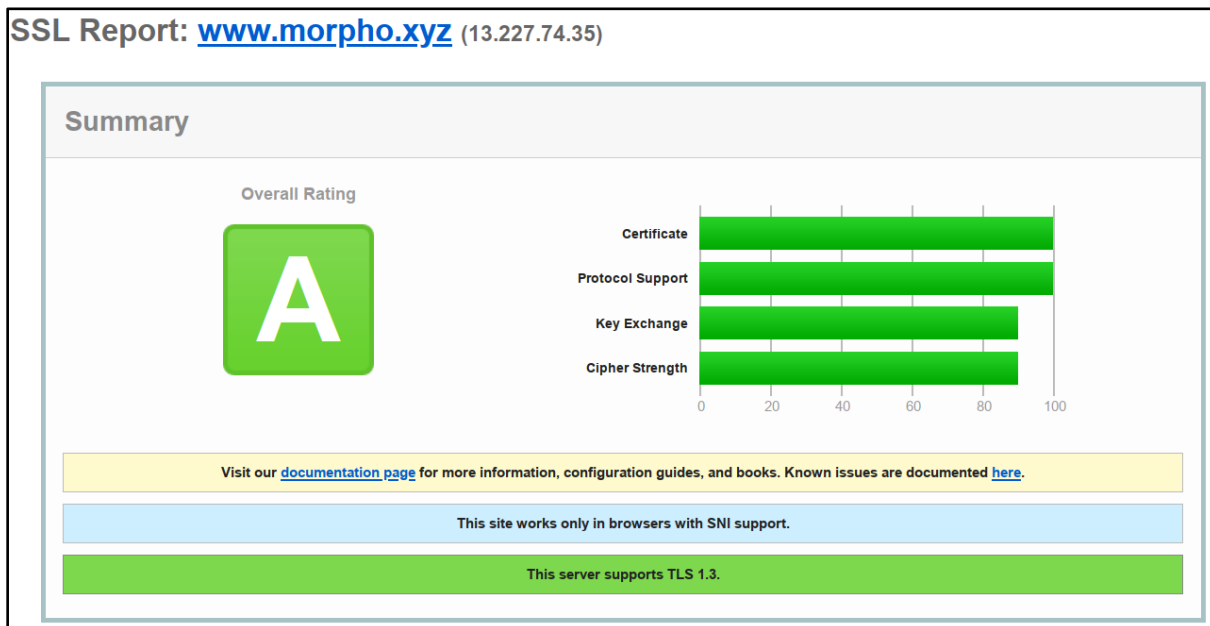 SSL Report: www.morpho.xyz (13.227.74.35)
Summary
Overall Rating
A
Certificate
Protocol Support
Key Exchange
Cipher Strength
0 20 40 60 80 100
Visit our documentation page for more information, configuration guides, and books. Known issues are documented here.
This site works only in browsers with SNI support.
This server supports TLS 1.3.